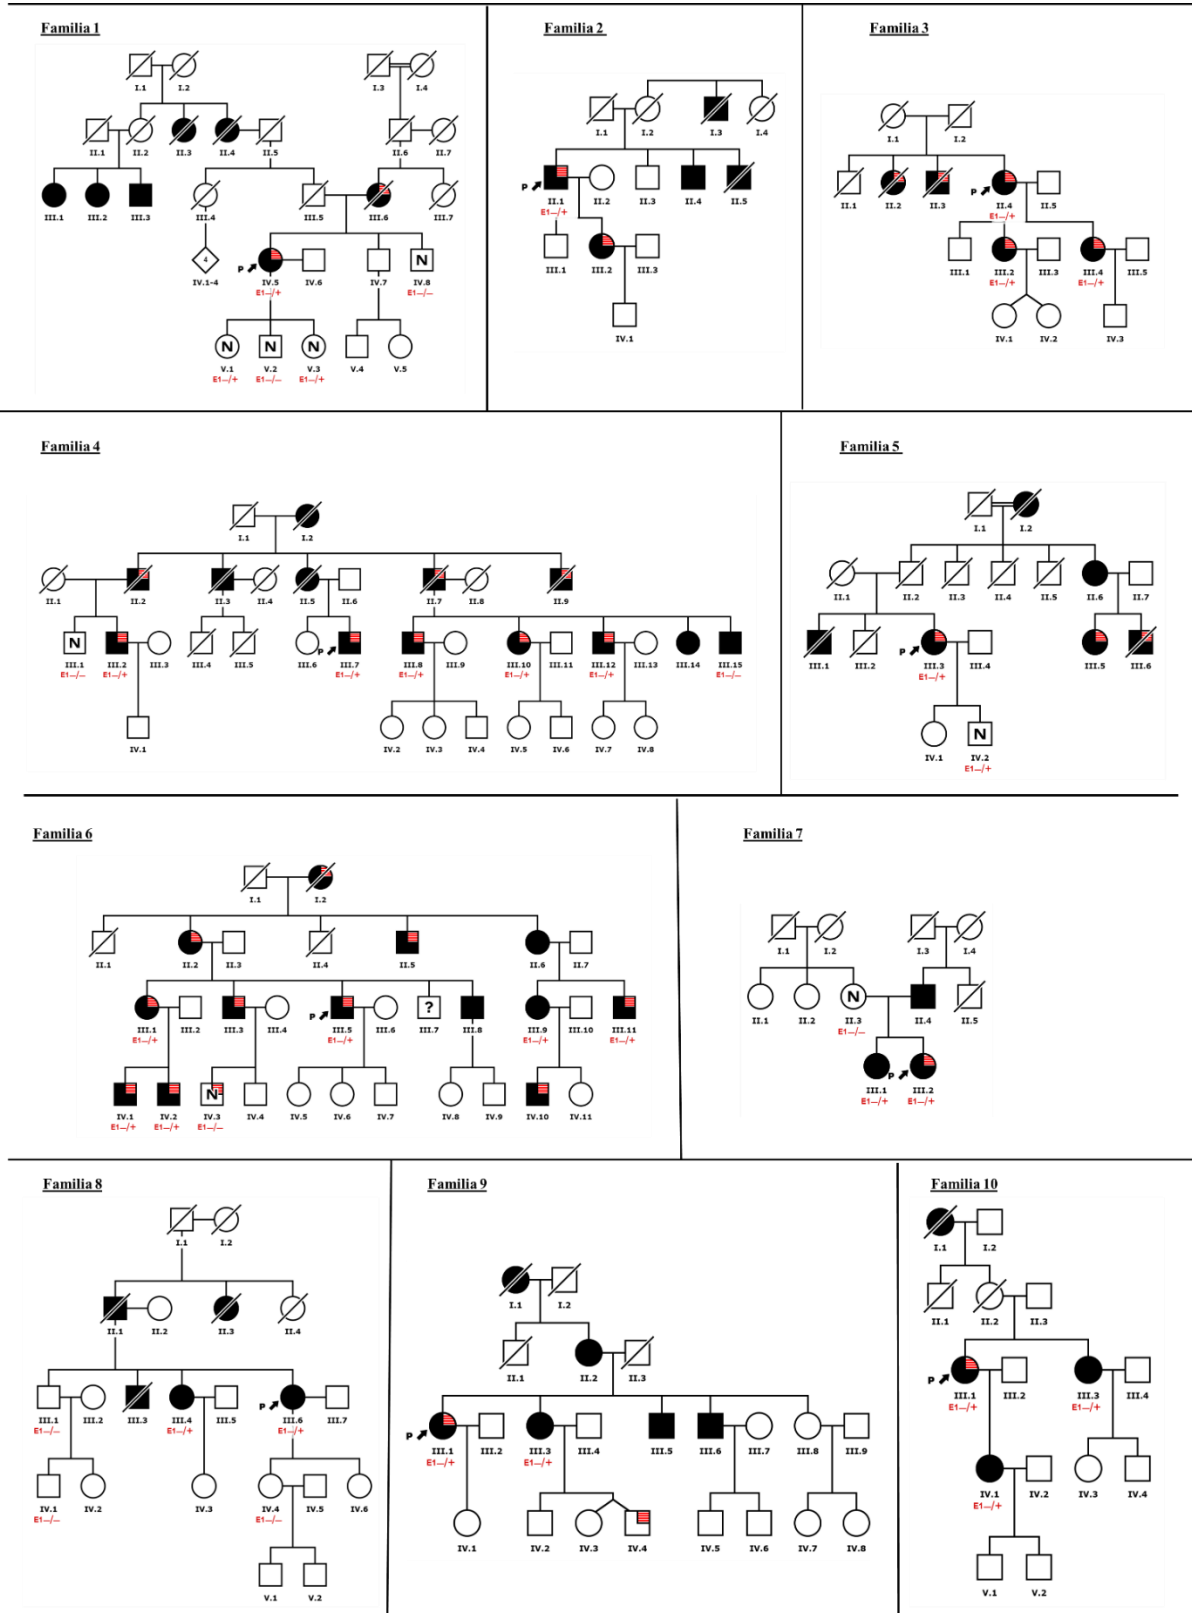 Familia 1
I.1 I.2 I.3 I.4
II.1 II.2 II.3 II.4 II.5 II.6 II.7
III.1 III.2 III.3 III.4 III.5 III.6 III.7
4 P N
IV.1-4 IV.5 IV.6 IV.7 IV.8
E1–/+ E1–/–
N N N
V.1 V.2 V.3 V.4 V.5
E1–/+ E1–/– E1–/+
Familia 2
I.1 I.2 I.3 I.4
P
II.1 II.2 II.3 II.4 II.5
E1–/+
III.1 III.2 III.3
IV.1
Familia 3
I.1 I.2
P
II.1 II.2 II.3 II.4 II.5
E1–/+
III.1 III.2 III.3 III.4 III.5
E1–/+ E1–/+
IV.1 IV.2 IV.3
Familia 4
I.1 I.2
II.1 II.2 II.3 II.4 II.5 II.6 II.7 II.8 II.9
N P
III.1 III.2 III.3 III.4 III.5 III.6 III.7 III.8 III.9 III.10 III.11 III.12 III.13 III.14 III.15
E1–/– E1–/+ E1–/+ E1–/+ E1–/+ E1–/+ E1–/–
IV.1 IV.2 IV.3 IV.4 IV.5 IV.6 IV.7 IV.8
Familia 5
I.1 I.2
II.1 II.2 II.3 II.4 II.5 II.6 II.7
P
III.1 III.2 III.3 III.4 III.5 III.6
E1–/+
N
IV.1 IV.2
E1–/+
Familia 6
I.1 I.2
II.1 II.2 II.3 II.4 II.5 II.6 II.7
P ?
III.1 III.2 III.3 III.4 III.5 III.6 III.7 III.8 III.9 III.10 III.11
E1–/+ E1–/+ E1–/+ E1–/+
N
IV.1 IV.2 IV.3 IV.4 IV.5 IV.6 IV.7 IV.8 IV.9 IV.10 IV.11
E1–/+ E1–/+ E1–/–
Familia 7
I.1 I.2 I.3 I.4
N
II.1 II.2 II.3 II.4 II.5
E1–/–
P
III.1 III.2
E1–/+ E1–/+
Familia 8
I.1 I.2
II.1 II.2 II.3 II.4
P
III.1 III.2 III.3 III.4 III.5 III.6 III.7
E1–/– E1–/+ E1–/+
IV.1 IV.2 IV.3 IV.4 IV.5 IV.6
E1–/– E1–/–
V.1 V.2
Familia 9
I.1 I.2
II.1 II.2 II.3
P
III.1 III.2 III.3 III.4 III.5 III.6 III.7 III.8 III.9
E1–/+ E1–/+
IV.1 IV.2 IV.3 IV.4 IV.5 IV.6 IV.7 IV.8
Familia 10
I.1 I.2
II.1 II.2 II.3
P
III.1 III.2 III.3 III.4
E1–/+ E1–/+
IV.1 IV.2 IV.3 IV.4
E1–/+
V.1 V.2